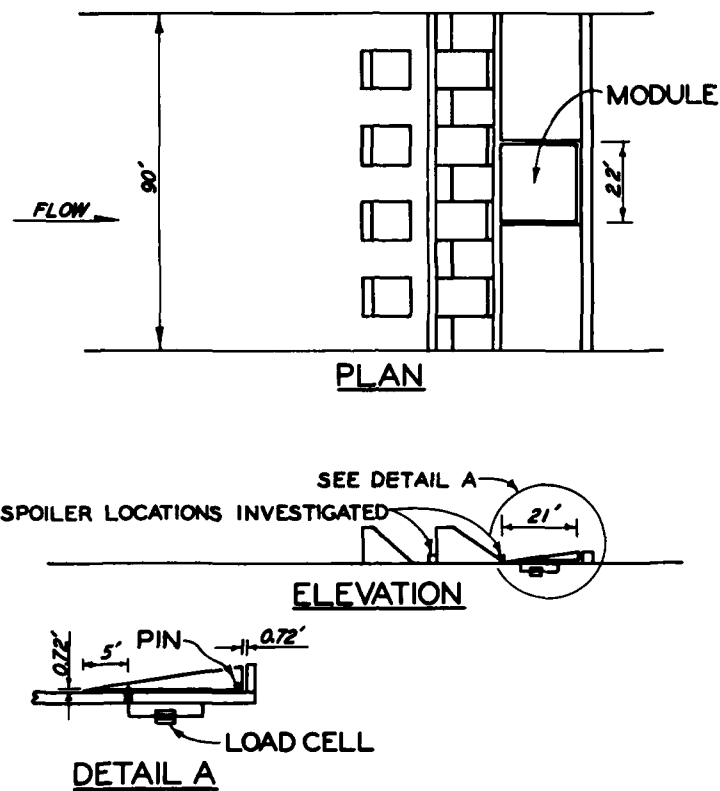 MODULE
90'
22'
FLOW
PLAN
SEE DETAIL A
SPOILER LOCATIONS INVESTIGATED
21'
ELEVATION
0.72'
5'
PIN
0.72'
LOAD CELL
DETAIL A